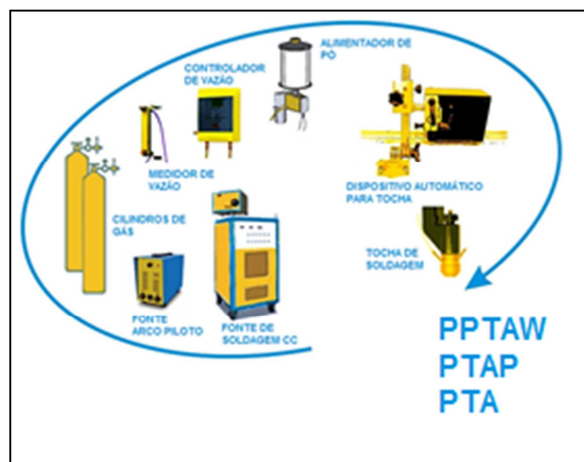 ALIMENTADOR DE
PÓ
CONTROLADOR
DE VAZÃO
MEDIDOR DE
VAZÃO
DISPOSITIVO AUTOMÁTICO
PARA TOCHA
CILINDROS DE
GÁS
TOCHA DE
SOLDAGEM
FONTE
ARCO PILOTO
FONTE DE
SOLDAGEM CC
PPTAW
PTAP
PTA